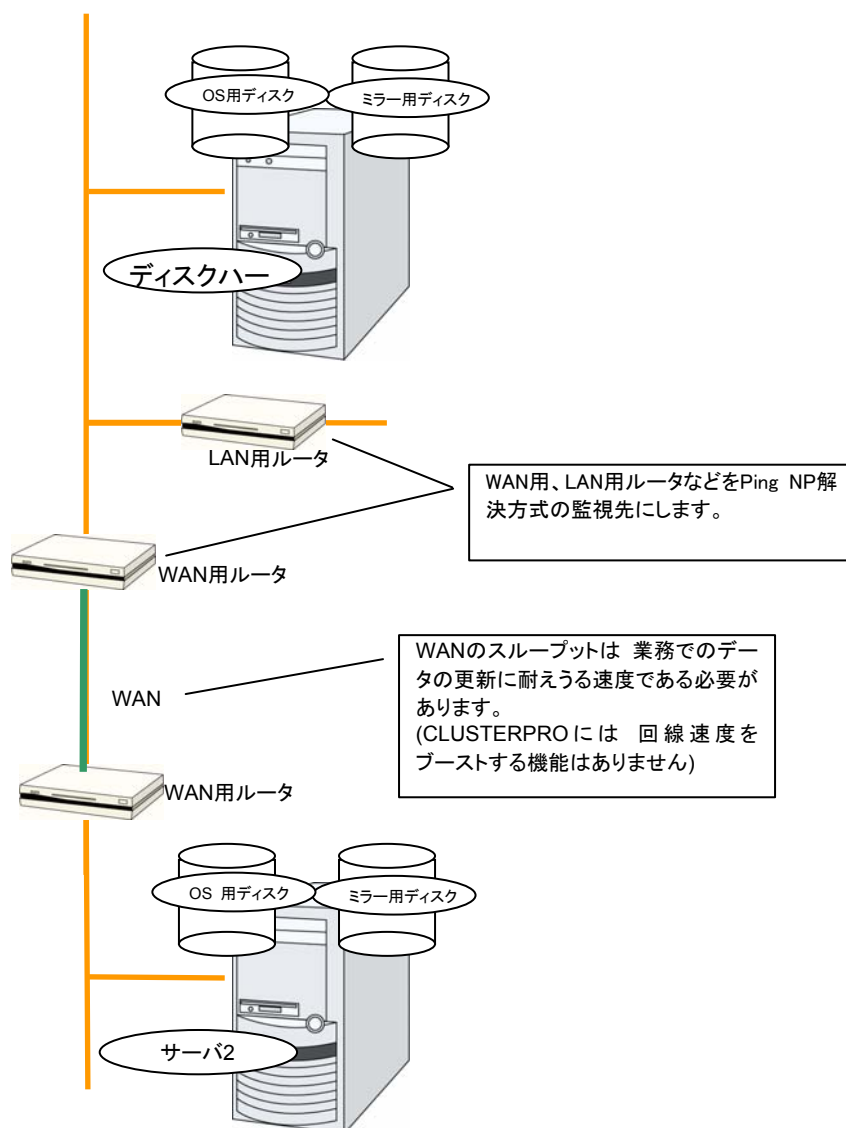 OS用ディスク
ミラー用ディスク
ディスクハー
LAN用ルータ
WAN用、LAN用ルータなどをPing NP解
決方式の監視先にします。
WAN用ルータ
WAN
WANのスループットは 業務でのデー
タの更新に耐えうる速度である必要が
あります。
(CLUSTERPROには 回線速度を
ブーストする機能はありません)
WAN用ルータ
OS 用ディスク
ミラー用ディスク
サーバ2